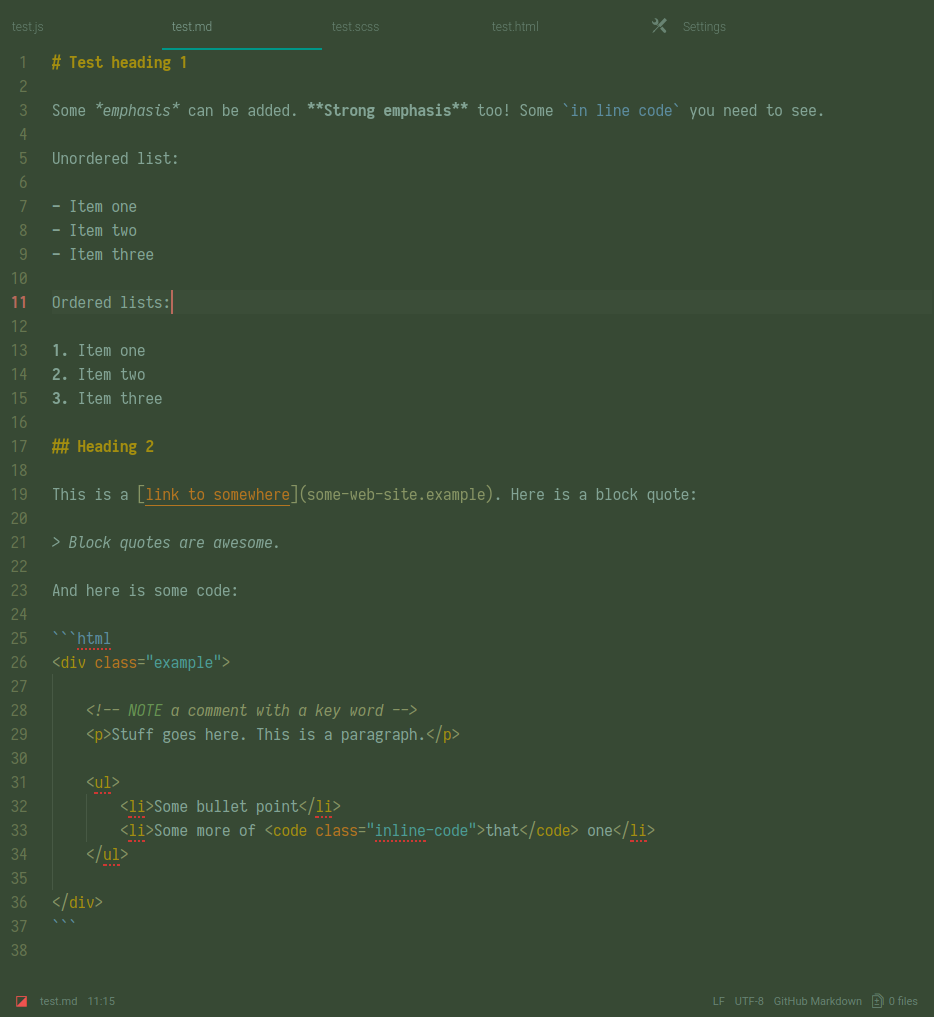 test.js test.md test.scss test.html Settings
1 # Test heading 1
2
3 Some *emphasis* can be added. **Strong emphasis** too! Some `in line code` you need to see.
4
5 Unordered list:
6
7 - Item one
8 - Item two
9 - Item three
10
11 Ordered lists:
12
13 1. Item one
14 2. Item two
15 3. Item three
16
17 ## Heading 2
18
19 This is a [link to somewhere](some-web-site.example). Here is a block quote:
20
21 > Block quotes are awesome.
22
23 And here is some code:
24
25 ```html
26 <div class="example">
27
28     <!-- NOTE a comment with a key word -->
29     <p>Stuff goes here. This is a paragraph.</p>
30
31     <ul>
32         <li>Some bullet point</li>
33         <li>Some more of <code class="inline-code">that</code> one</li>
34     </ul>
35
36 </div>
37 ```
38
test.md 11:15 LF UTF-8 GitHub Markdown 0 files